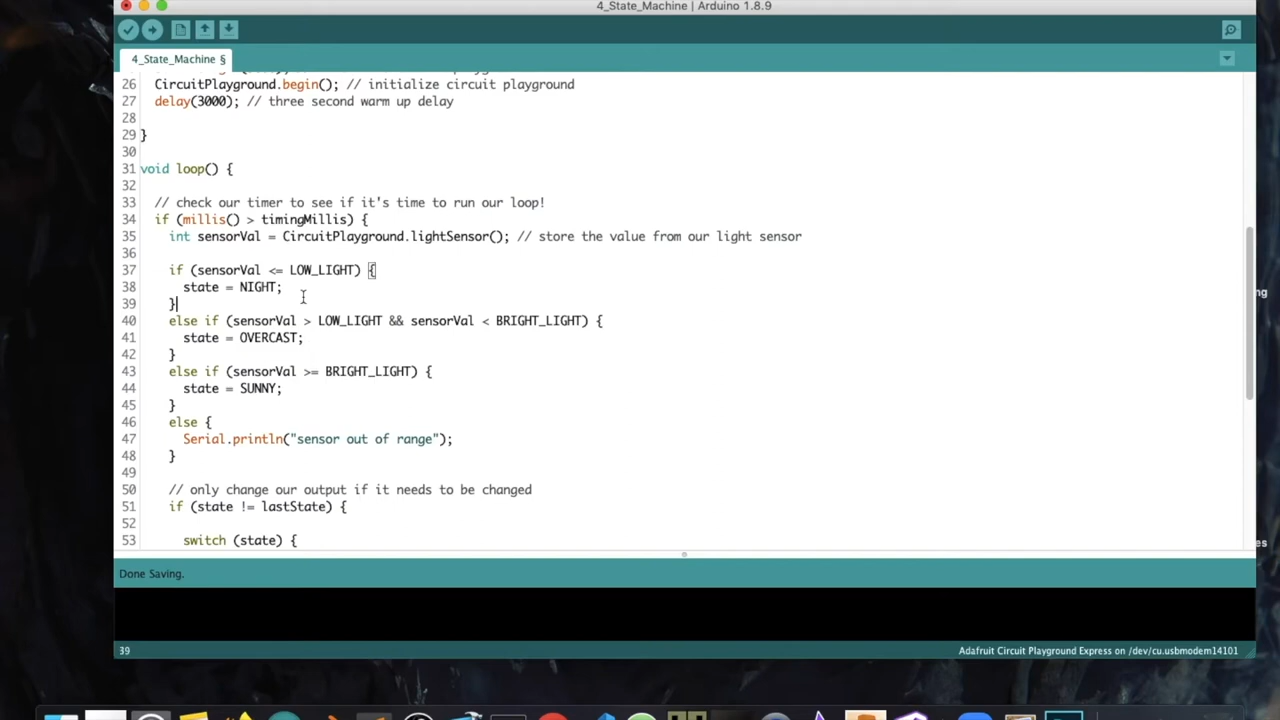 4_State_Machine | Arduino 1.8.9
4_State_Machine §
26 CircuitPlayground.begin(); // initialize circuit playground
27 delay(3000); // three second warm up delay
28
29 }
30
31 void loop() {
32
33 // check our timer to see if it's time to run our loop!
34 if (millis() > timingMillis) {
35 int sensorVal = CircuitPlayground.lightSensor(); // store the value from our light sensor
36
37 if (sensorVal <= LOW_LIGHT) {
38 state = NIGHT;
39 }
40 else if (sensorVal > LOW_LIGHT && sensorVal < BRIGHT_LIGHT) {
41 state = OVERCAST;
42 }
43 else if (sensorVal >= BRIGHT_LIGHT) {
44 state = SUNNY;
45 }
46 else {
47 Serial.println("sensor out of range");
48 }
49
50 // only change our output if it needs to be changed
51 if (state != lastState) {
52
53 switch (state) {
Done Saving.
39 Adafruit Circuit Playground Express on /dev/cu.usbmodem14101